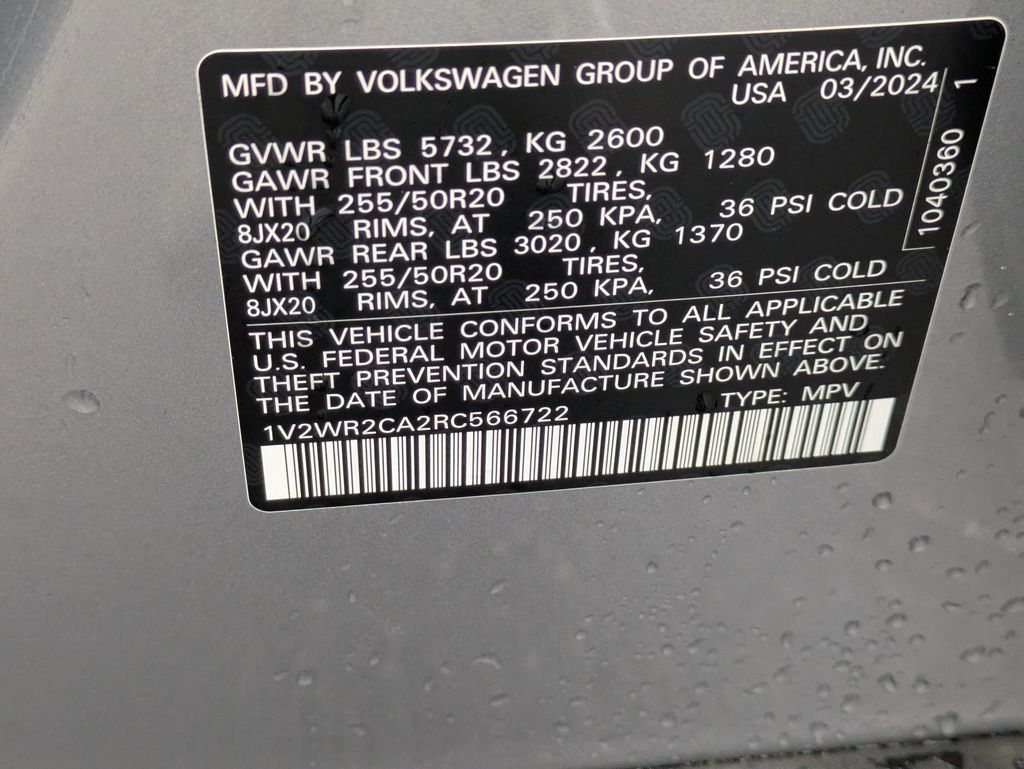 MFD BY VOLKSWAGEN GROUP OF AMERICA, INC.
USA 03/2024
GVWR LBS 5732, KG 2600
GAWR FRONT LBS 2822, KG 1280
WITH 255/50R20 TIRES,
8JX20 RIMS, AT 250 KPA, 36 PSI COLD
GAWR REAR LBS 3020, KG 1370
WITH 255/50R20 TIRES,
8JX20 RIMS, AT 250 KPA, 36 PSI COLD
THIS VEHICLE CONFORMS TO ALL APPLICABLE
U.S. FEDERAL MOTOR VEHICLE SAFETY AND
THEFT PREVENTION STANDARDS IN EFFECT ON
THE DATE OF MANUFACTURE SHOWN ABOVE.
1V2WR2CA2RC566722 TYPE: MPV
1040360 1